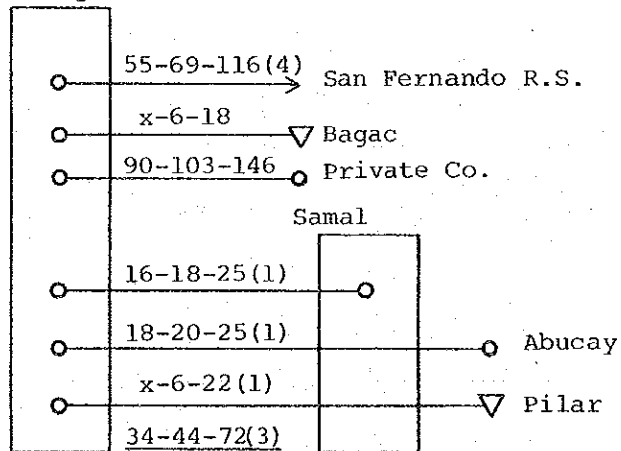 55-69-116(4) San Fernando R.S.
x-6-18 Bagac
90-103-146 Private Co.
Samal
16-18-25(1)
18-20-25(1) Abucay
x-6-22(1) Pilar
34-44-72(3)